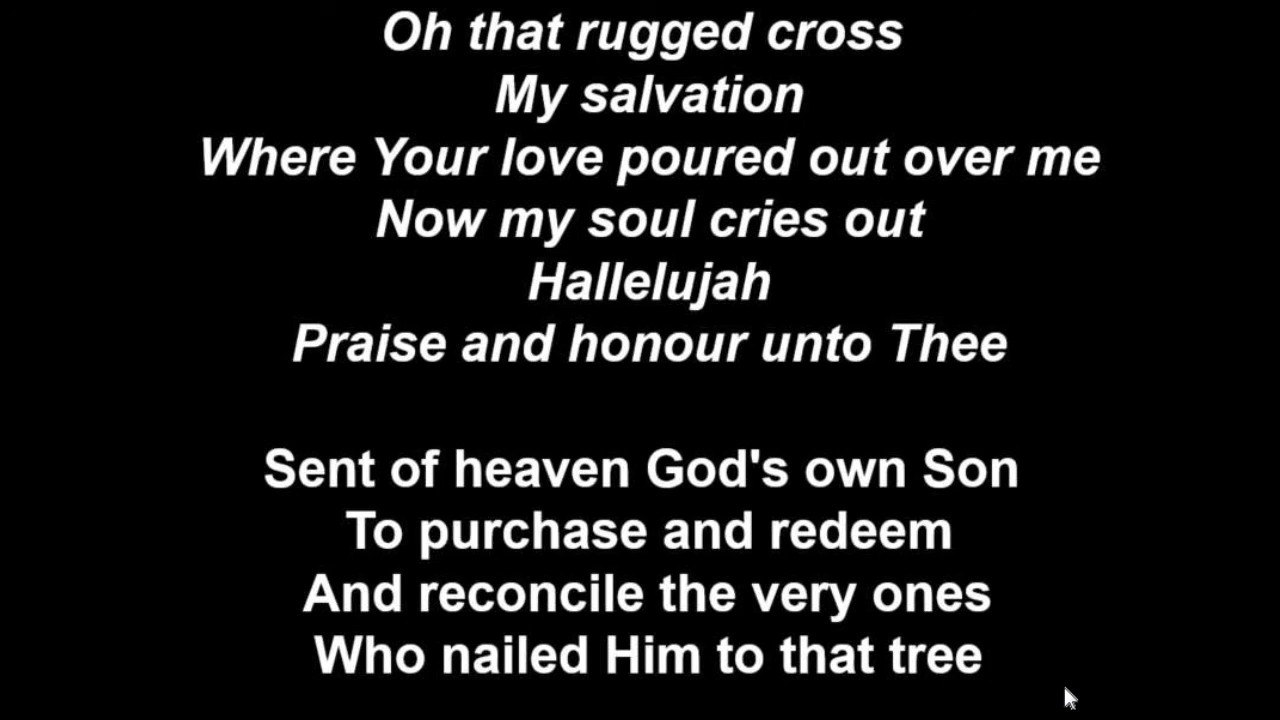 Oh that rugged cross
My salvation
Where Your love poured out over me
Now my soul cries out
Hallelujah
Praise and honour unto Thee
Sent of heaven God's own Son
To purchase and redeem
And reconcile the very ones
Who nailed Him to that tree